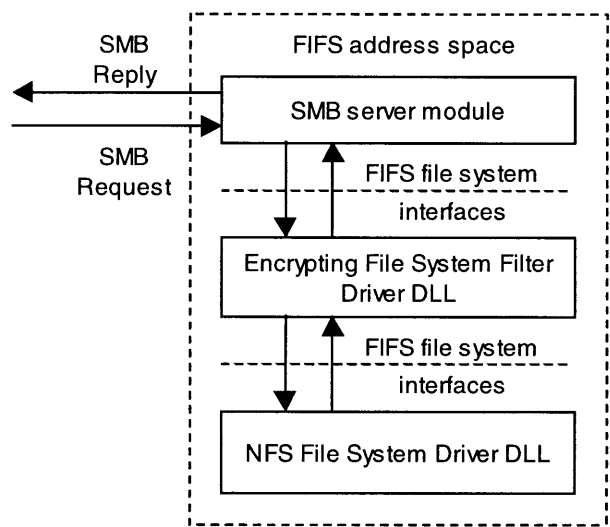 SMB
Reply
FIFS address space
SMB server module
SMB
Request
FIFS file system
interfaces
Encrypting File System Filter
Driver DLL
FIFS file system
interfaces
NFS File System Driver DLL